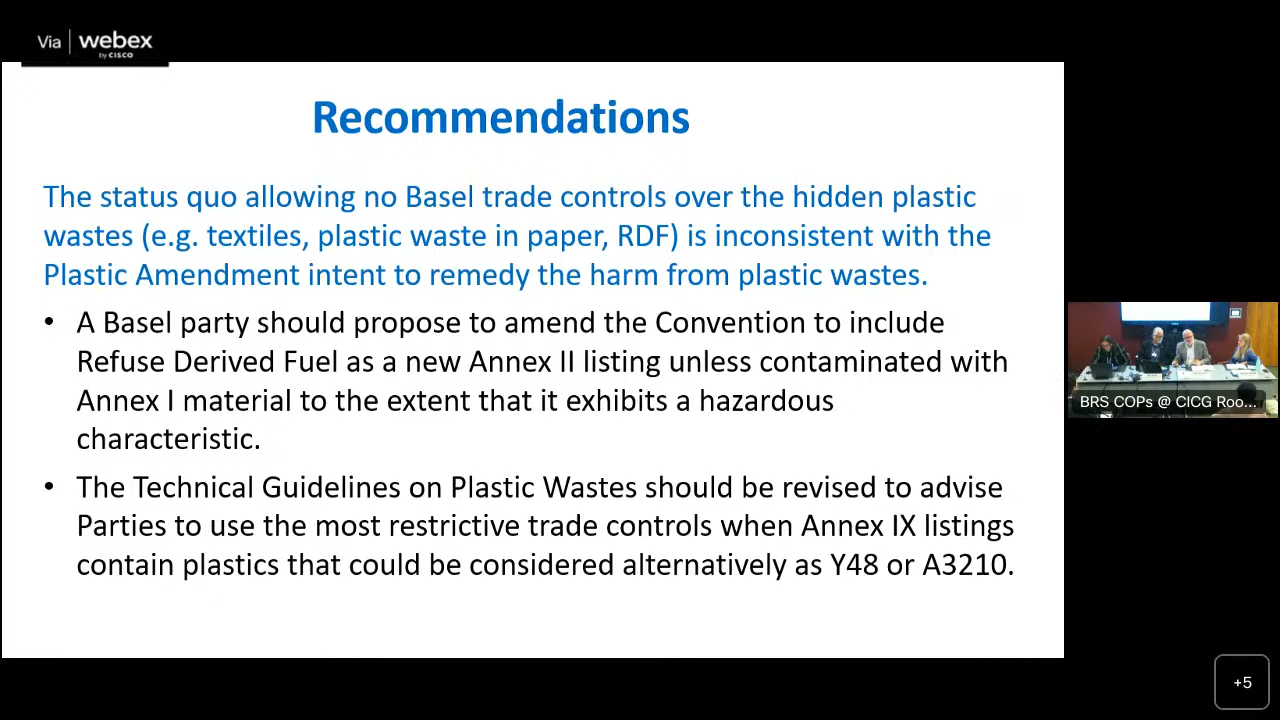 Via | webex
by CISCO
Recommendations
The status quo allowing no Basel trade controls over the hidden plastic
wastes (e.g. textiles, plastic waste in paper, RDF) is inconsistent with the
Plastic Amendment intent to remedy the harm from plastic wastes.
• A Basel party should propose to amend the Convention to include
Refuse Derived Fuel as a new Annex II listing unless contaminated with
Annex I material to the extent that it exhibits a hazardous
characteristic.
• The Technical Guidelines on Plastic Wastes should be revised to advise
Parties to use the most restrictive trade controls when Annex IX listings
contain plastics that could be considered alternatively as Y48 or A3210.
BRS COPs @ CICG Roo...
+5